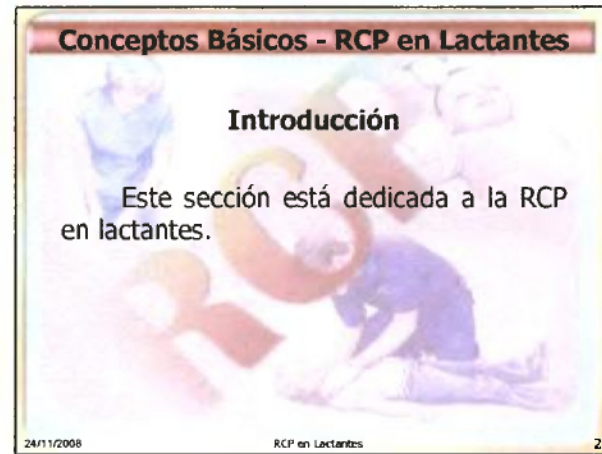 Conceptos Básicos - RCP en Lactantes
Introducción
Este sección está dedicada a la RCP
en lactantes.
RCP
24/11/2008 RCP en Lactantes 2